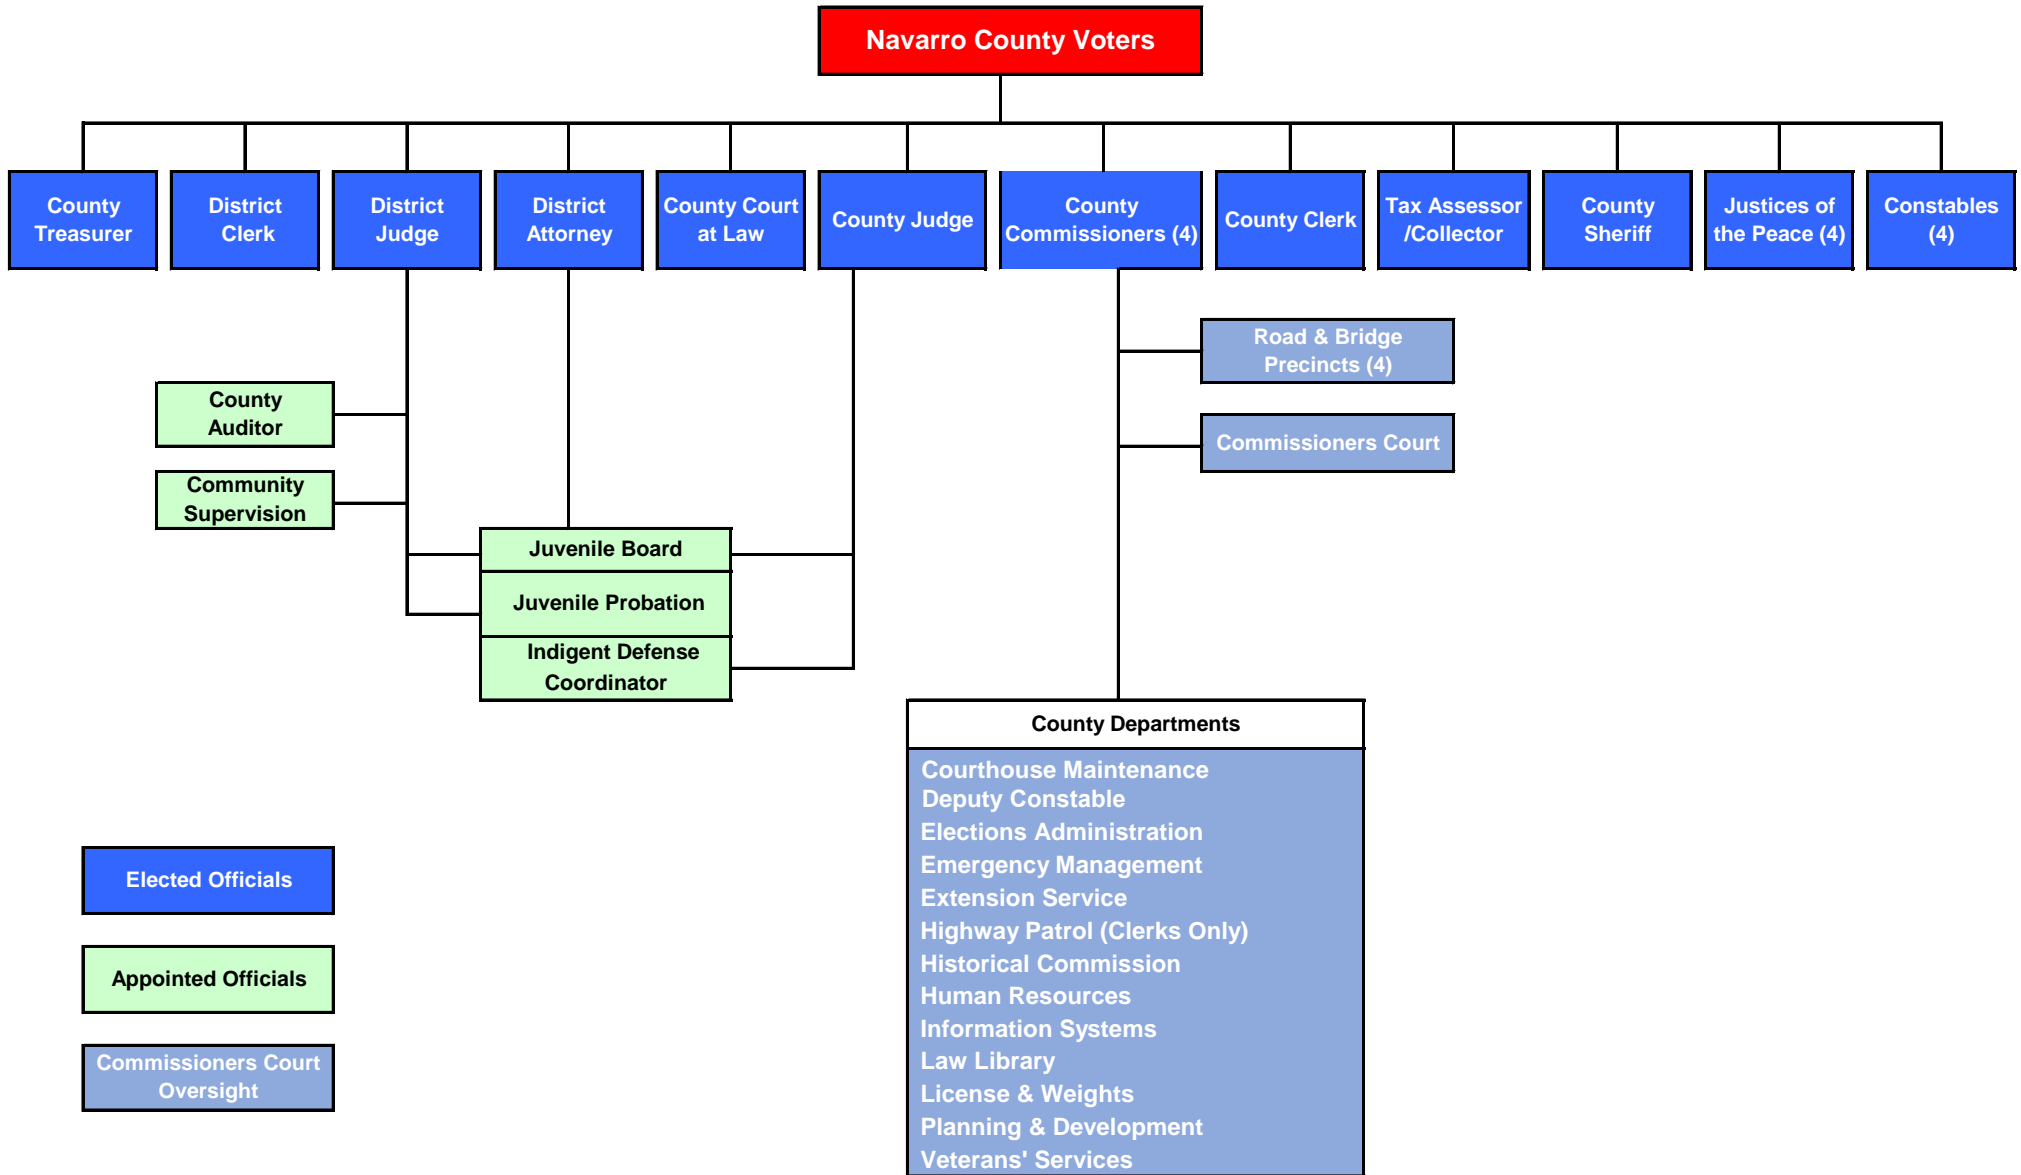 Navarro County Voters
County
Treasurer
District
Clerk
District
Judge
District
Attorney
County Court
at Law
County Judge
County
Commissioners (4)
County Clerk
Tax Assessor
/Collector
County
Sheriff
Justices of
the Peace (4)
Constables
(4)
Road & Bridge
Precincts (4)
County
Auditor
Commissioners Court
Community
Supervision
Juvenile Board
Juvenile Probation
Indigent Defense
Coordinator
County Departments
Courthouse Maintenance
Deputy Constable
Elections Administration
Emergency Management
Extension Service
Highway Patrol (Clerks Only)
Historical Commission
Human Resources
Information Systems
Law Library
License & Weights
Planning & Development
Veterans' Services
Elected Officials
Appointed Officials
Commissioners Court
Oversight